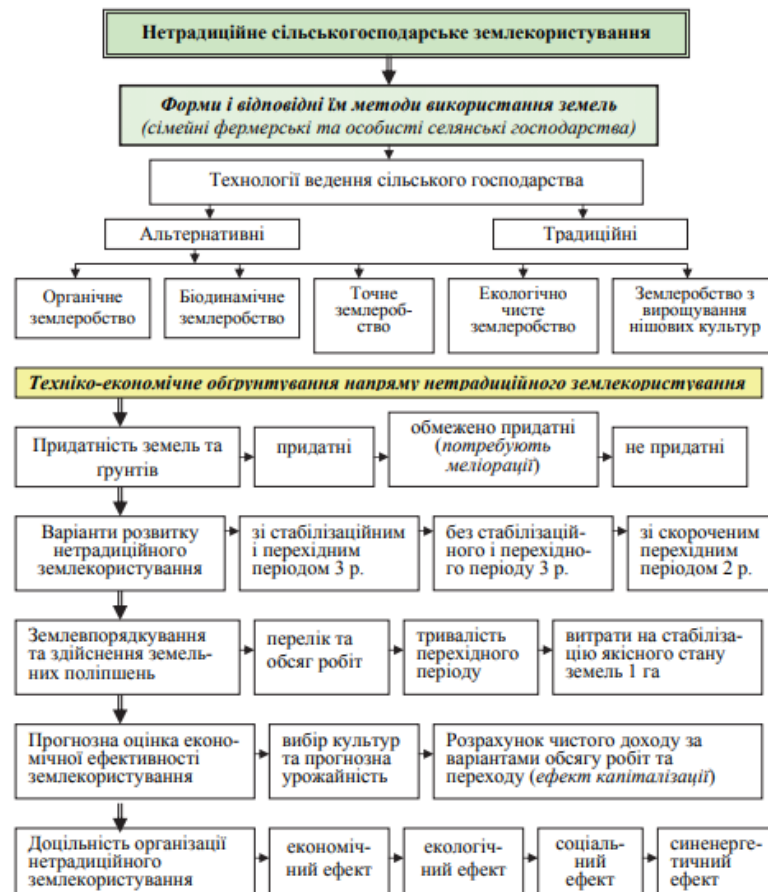 Нетрадиційне сільськогосподарське землекористування
Форми і відповідні їм методи використання земель
(сімейні фермерські та особисті селянські господарства)
Технології ведення сільського господарства
Альтернативні
Традиційні
Органічне
землеробство
Біодинамічне
землеробство
Точне
землероб-
ство
Екологічно
чисте
землеробство
Землеробство з
вирощування
нішових культур
Техніко-економічне обґрунтування напряму нетрадиційного землекористування
Придатність земель та
ґрунтів
придатні
обмежено придатні
(потребують
меліорації)
не придатні
Варіанти розвитку
нетрадиційного
землекористування
зі стабілізаційним
і перехідним
періодом 3 р.
без стабілізацій-
ного і перехідно-
го періоду 3 р.
зі скороченим
перехідним
періодом 2 р.
Землевпорядкування
та здійснення земель-
них поліпшень
перелік та
обсяг робіт
тривалість
перехідного
періоду
витрати на стабіліза-
цію якісного стану
земель 1 га
Прогнозна оцінка еконо-
мічної ефективності
землекористування
вибір культур
та прогнозна
урожайність
Розрахунок чистого доходу за
варіантами обсягу робіт та
переходу (ефект капіталізації)
Доцільність організації
нетрадиційного
землекористування
економіч-
ний ефект
екологіч-
ний ефект
соціаль-
ний
ефект
синенерге-
тичний
ефект